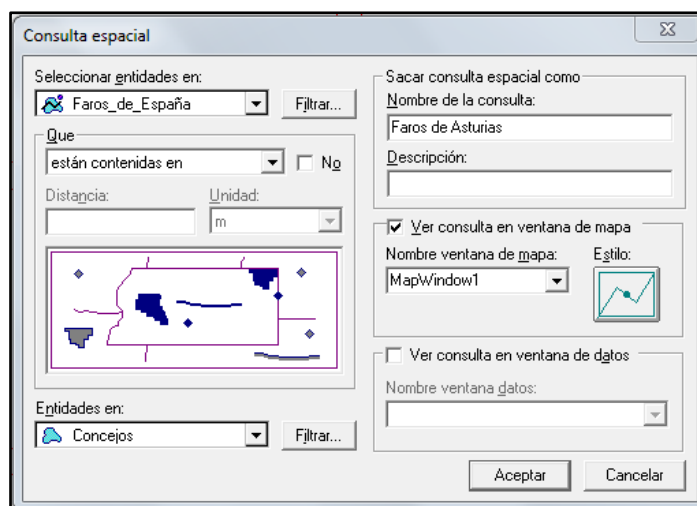 Consulta espacial
Seleccionar entidades en:
Faros_de_España
Filtrar...
Que
están contenidas en
No
Distancia:
Unidad:
m
Entidades en:
Concejos
Filtrar...
Sacar consulta espacial como
Nombre de la consulta:
Faros de Asturias
Descripción:
Ver consulta en ventana de mapa
Nombre ventana de mapa:
Estilo:
MapWindow1
Ver consulta en ventana de datos
Nombre ventana datos:
Aceptar
Cancelar